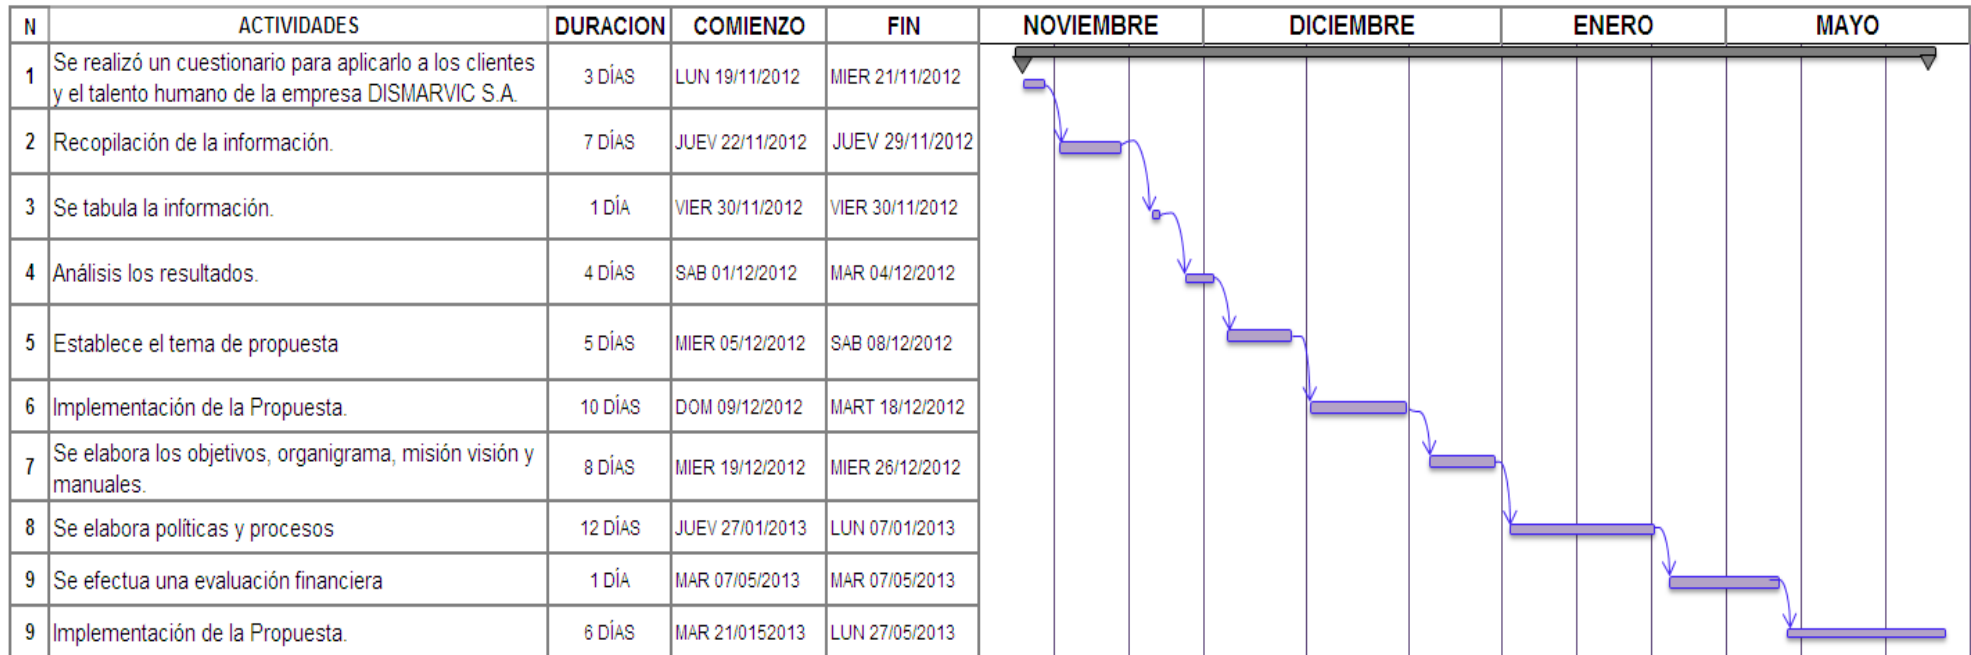 N ACTIVIDADES DURACION COMIENZO FIN NOVIEMBRE DICIEMBRE ENERO MAYO
1 Se realizó un cuestionario para aplicarlo a los clientes
y el talento humano de la empresa DISMARVIC S.A. 3 DÍAS LUN 19/11/2012 MIER 21/11/2012
2 Recopilación de la información. 7 DÍAS JUEV 22/11/2012 JUEV 29/11/2012
3 Se tabula la información. 1 DÍA VIER 30/11/2012 VIER 30/11/2012
4 Análisis los resultados. 4 DÍAS SAB 01/12/2012 MAR 04/12/2012
5 Establece el tema de propuesta 5 DÍAS MIER 05/12/2012 SAB 08/12/2012
6 Implementación de la Propuesta. 10 DÍAS DOM 09/12/2012 MART 18/12/2012
7 Se elabora los objetivos, organigrama, misión visión y
manuales. 8 DÍAS MIER 19/12/2012 MIER 26/12/2012
8 Se elabora políticas y procesos 12 DÍAS JUEV 27/01/2013 LUN 07/01/2013
9 Se efectua una evaluación financiera 1 DÍA MAR 07/05/2013 MAR 07/05/2013
9 Implementación de la Propuesta. 6 DÍAS MAR 21/0152013 LUN 27/05/2013